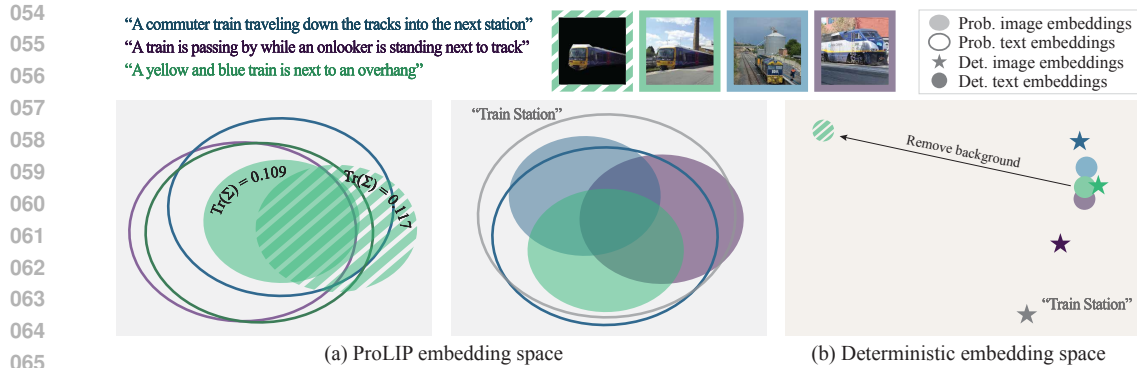 054
055
056
057
058
059
060
061
062
063
064
065
“A commuter train traveling down the tracks into the next station”
“A train is passing by while an onlooker is standing next to track”
“A yellow and blue train is next to an overhang”
Prob. image embeddings
Prob. text embeddings
Det. image embeddings
Det. text embeddings
Tr(Σ) = 0.109
Tr(Σ) = 0.117
“Train Station”
Remove background
“Train Station”
(a) ProLIP embedding space
(b) Deterministic embedding space